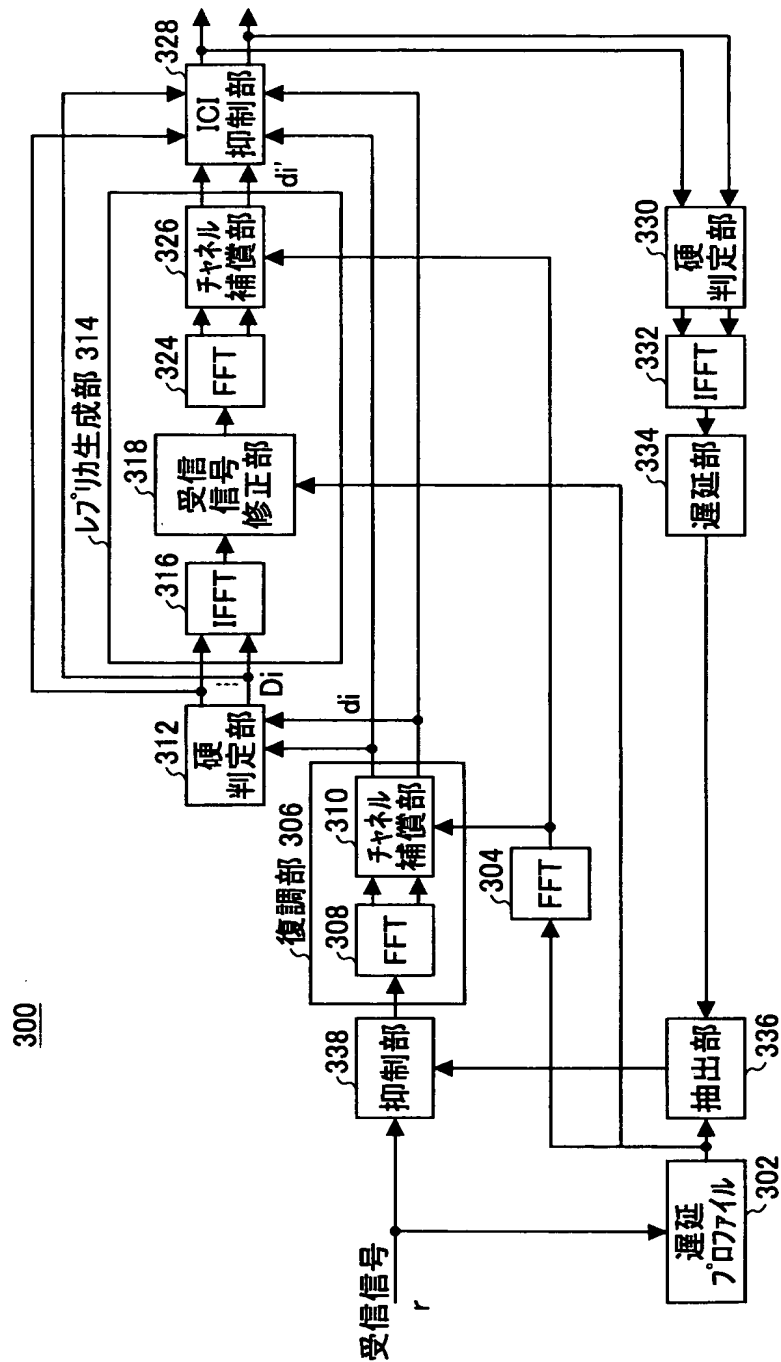 300
受信信号
r
遅延
プロファイル
302
抑制部
338
復調部 306
FFT
308
チャネル
補償部
310
FFT
304
di
硬
判定部
312
Di
レプリカ生成部 314
IFFT
316
受信
信号
修正部
318
FFT
324
チャネル
補償部
326
di'
ICI
抑制部
328
硬
判定部
330
IFFT
332
遅延部
334
抽出部
336